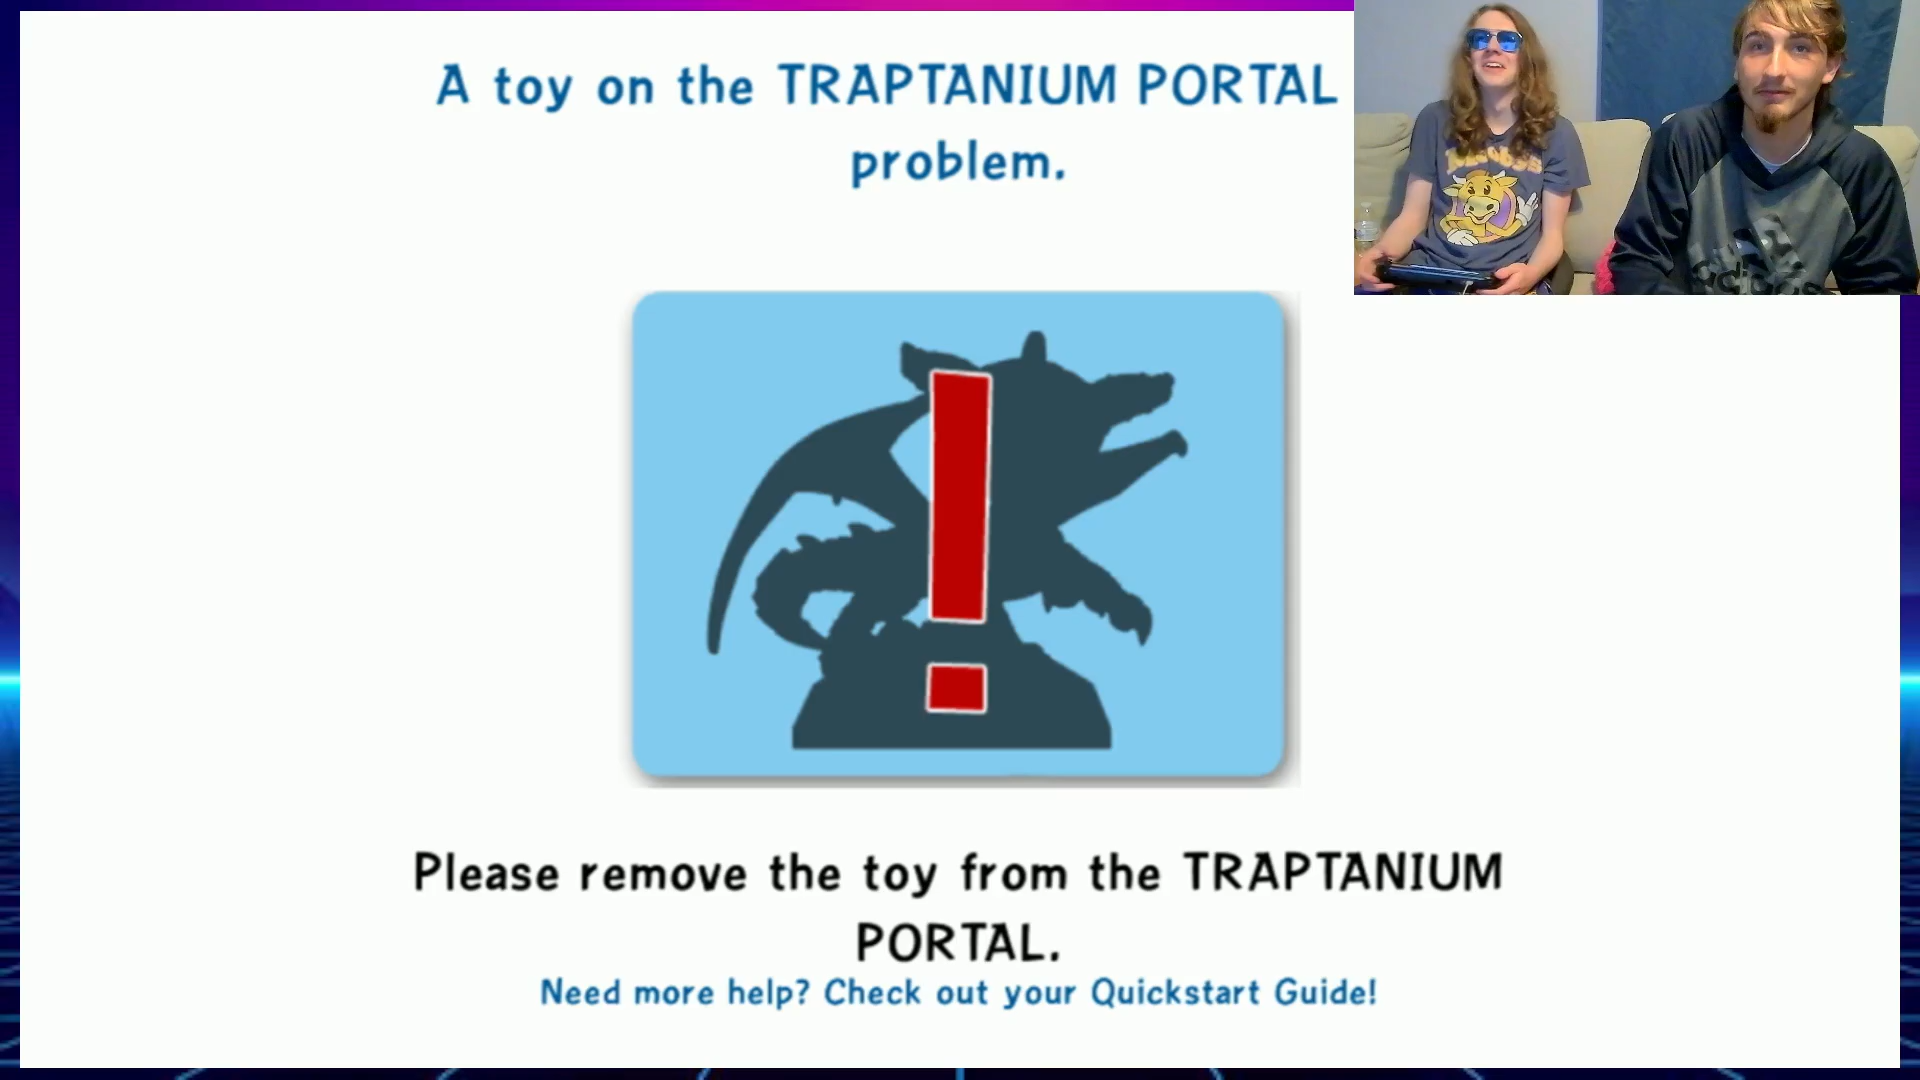 A toy on the TRAPTANIUM PORTAL
problem.
Please remove the toy from the TRAPTANIUM
PORTAL.
Need more help? Check out your Quickstart Guide!
adidas